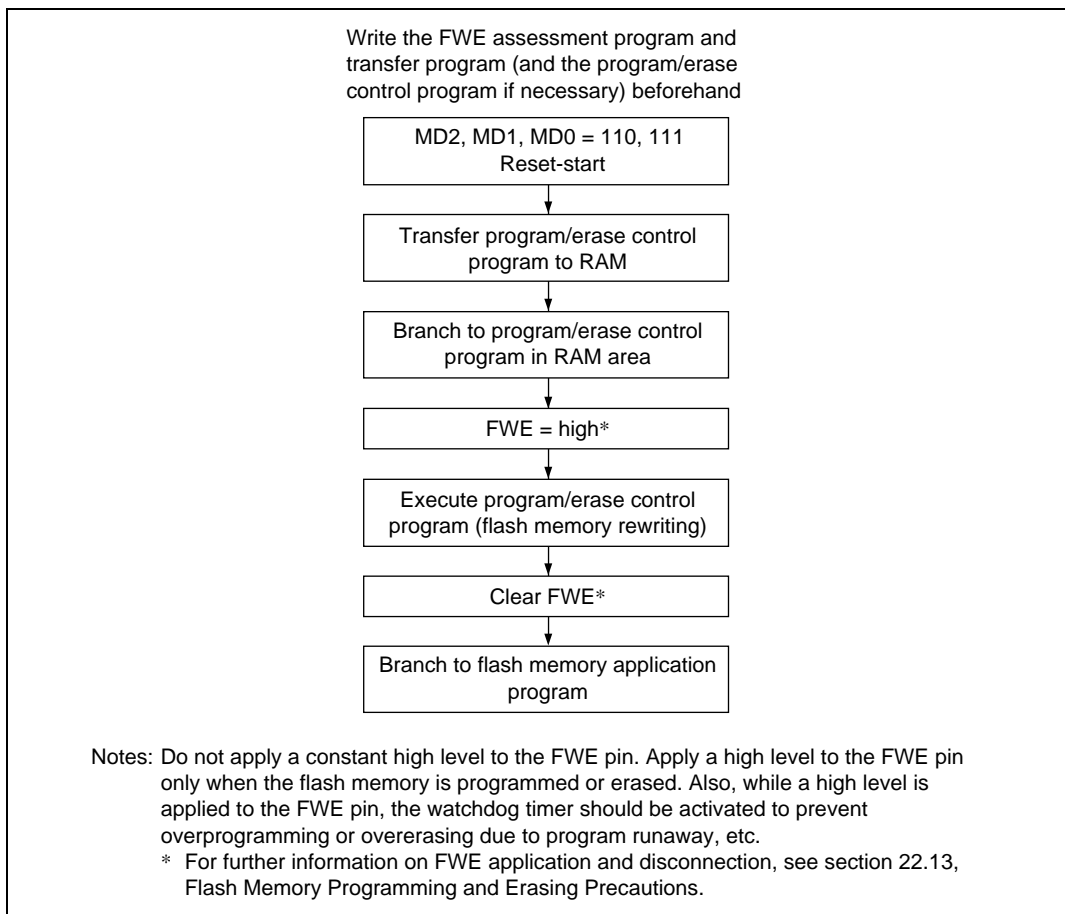 Write the FWE assessment program and
transfer program (and the program/erase
control program if necessary) beforehand
MD2, MD1, MD0 = 110, 111
Reset-start
Transfer program/erase control
program to RAM
Branch to program/erase control
program in RAM area
FWE = high*
Execute program/erase control
program (flash memory rewriting)
Clear FWE*
Branch to flash memory application
program
Notes: Do not apply a constant high level to the FWE pin. Apply a high level to the FWE pin
only when the flash memory is programmed or erased. Also, while a high level is
applied to the FWE pin, the watchdog timer should be activated to prevent
overprogramming or overerasing due to program runaway, etc.
* For further information on FWE application and disconnection, see section 22.13,
Flash Memory Programming and Erasing Precautions.